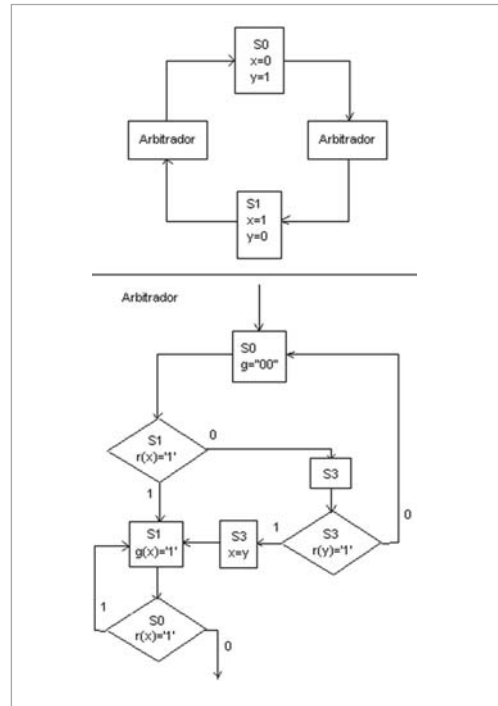 S0
x=0
y=1
Arbitrador
Arbitrador
S1
x=1
y=0
Arbitrador
S0
g="00"
S1
r(x)='1'
0
1
S3
S3
r(y)='1'
0
1
S3
x=y
S1
g(x)='1'
1
S0
r(x)='1'
0